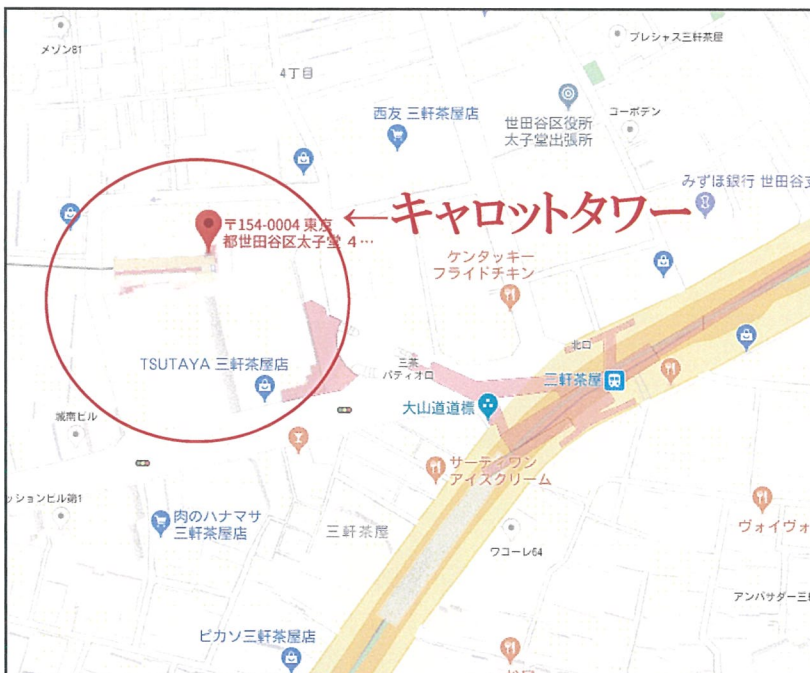 メゾン81
プレシャス三軒茶屋
4丁目
西友 三軒茶屋店
世田谷区役所
太子堂出張所
コーポテン
みずほ銀行 世田谷支
〒154-0004 東京
都世田谷区太子堂 4…
←キャロットタワー
ケンタッキー
フライドチキン
北口
TSUTAYA 三軒茶屋店
三茶
パティオ口
三軒茶屋
大山道道標
城南ビル
サーティワン
アイスクリーム
ッションビル第1
肉のハナマサ
三軒茶屋店
三軒茶屋
ワコーレ64
ヴォイヴォ
アンバサダー三
ピカソ三軒茶屋店